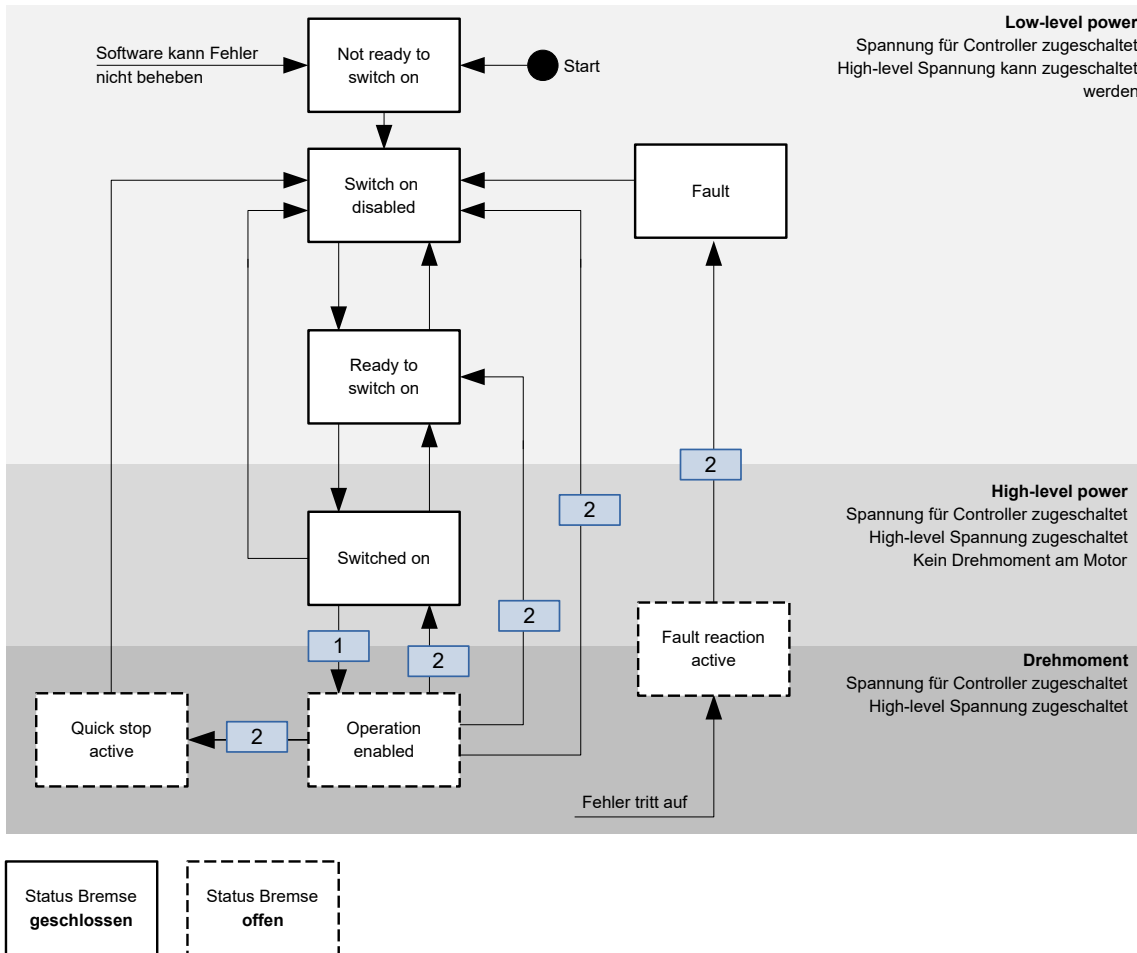 Low-level power
Spannung für Controller zugeschaltet
High-level Spannung kann zugeschaltet
werden
Software kann Fehler
nicht beheben
Not ready to
switch on
Start
Switch on
disabled
Fault
Ready to
switch on
2
High-level power
Spannung für Controller zugeschaltet
High-level Spannung zugeschaltet
Kein Drehmoment am Motor
2
Switched on
2
1
2
Fault reaction
active
Drehmoment
Spannung für Controller zugeschaltet
High-level Spannung zugeschaltet
Quick stop
active
2
Operation
enabled
Fehler tritt auf
Status Bremse
geschlossen
Status Bremse
offen